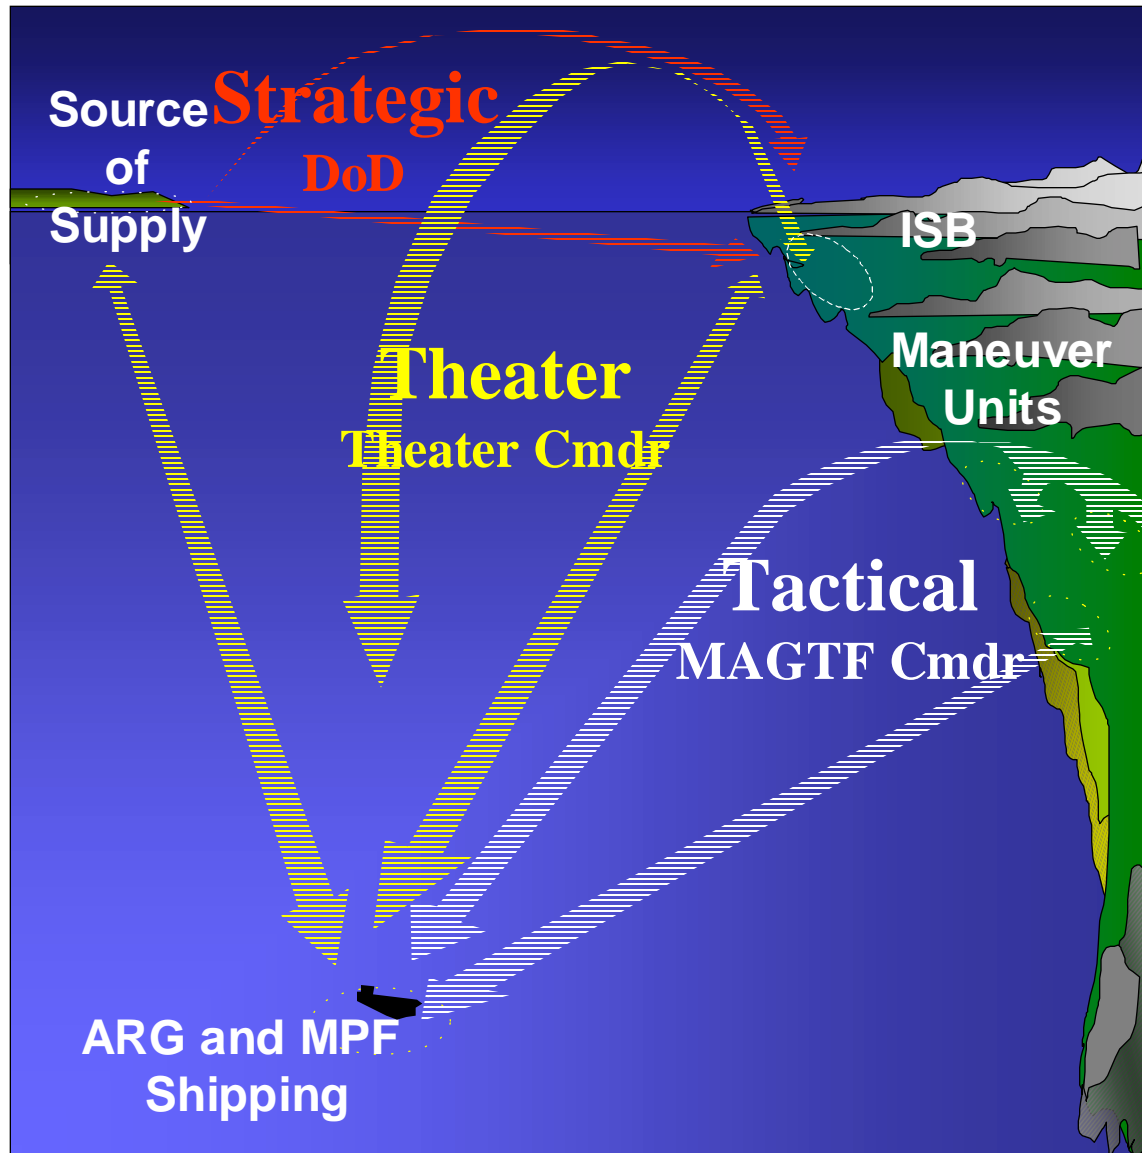 Source
of
Supply
Strategic
DoD
ISB
Theater
Theater Cmdr
Maneuver
Units
Tactical
MAGTF Cmdr
ARG and MPF
Shipping